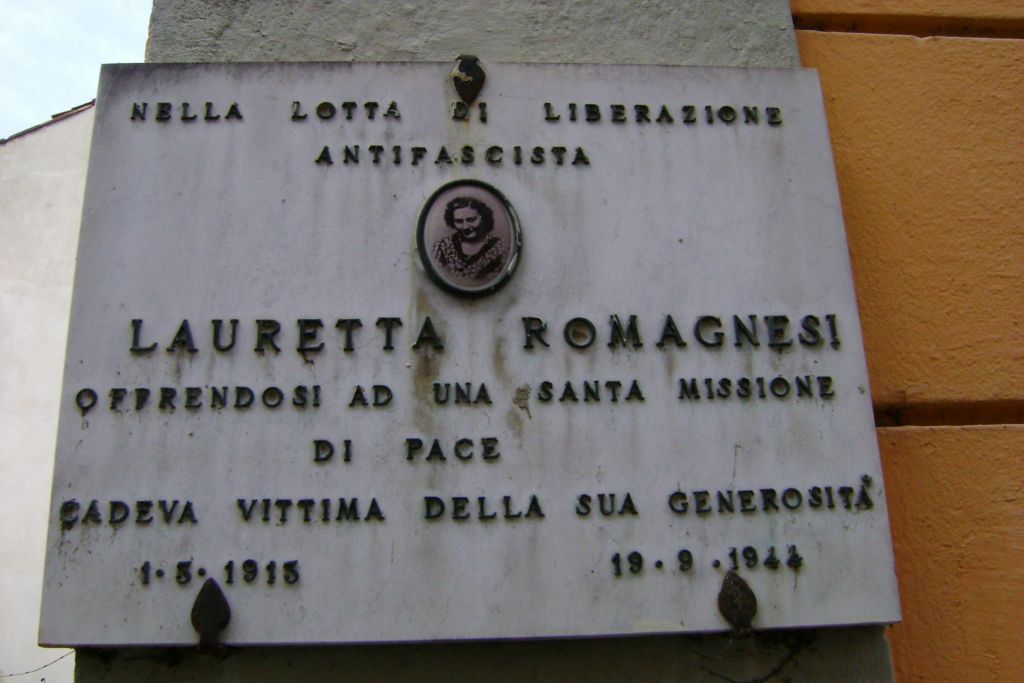 NELLA LOTTA DI LIBERAZIONE
ANTIFASCISTA
LAURETTA ROMAGNESI
OFFRENDOSI AD UNA SANTA MISSIONE
DI PACE
CADEVA VITTIMA DELLA SUA GENEROSITÀ
1·3·1913 19·9·1944